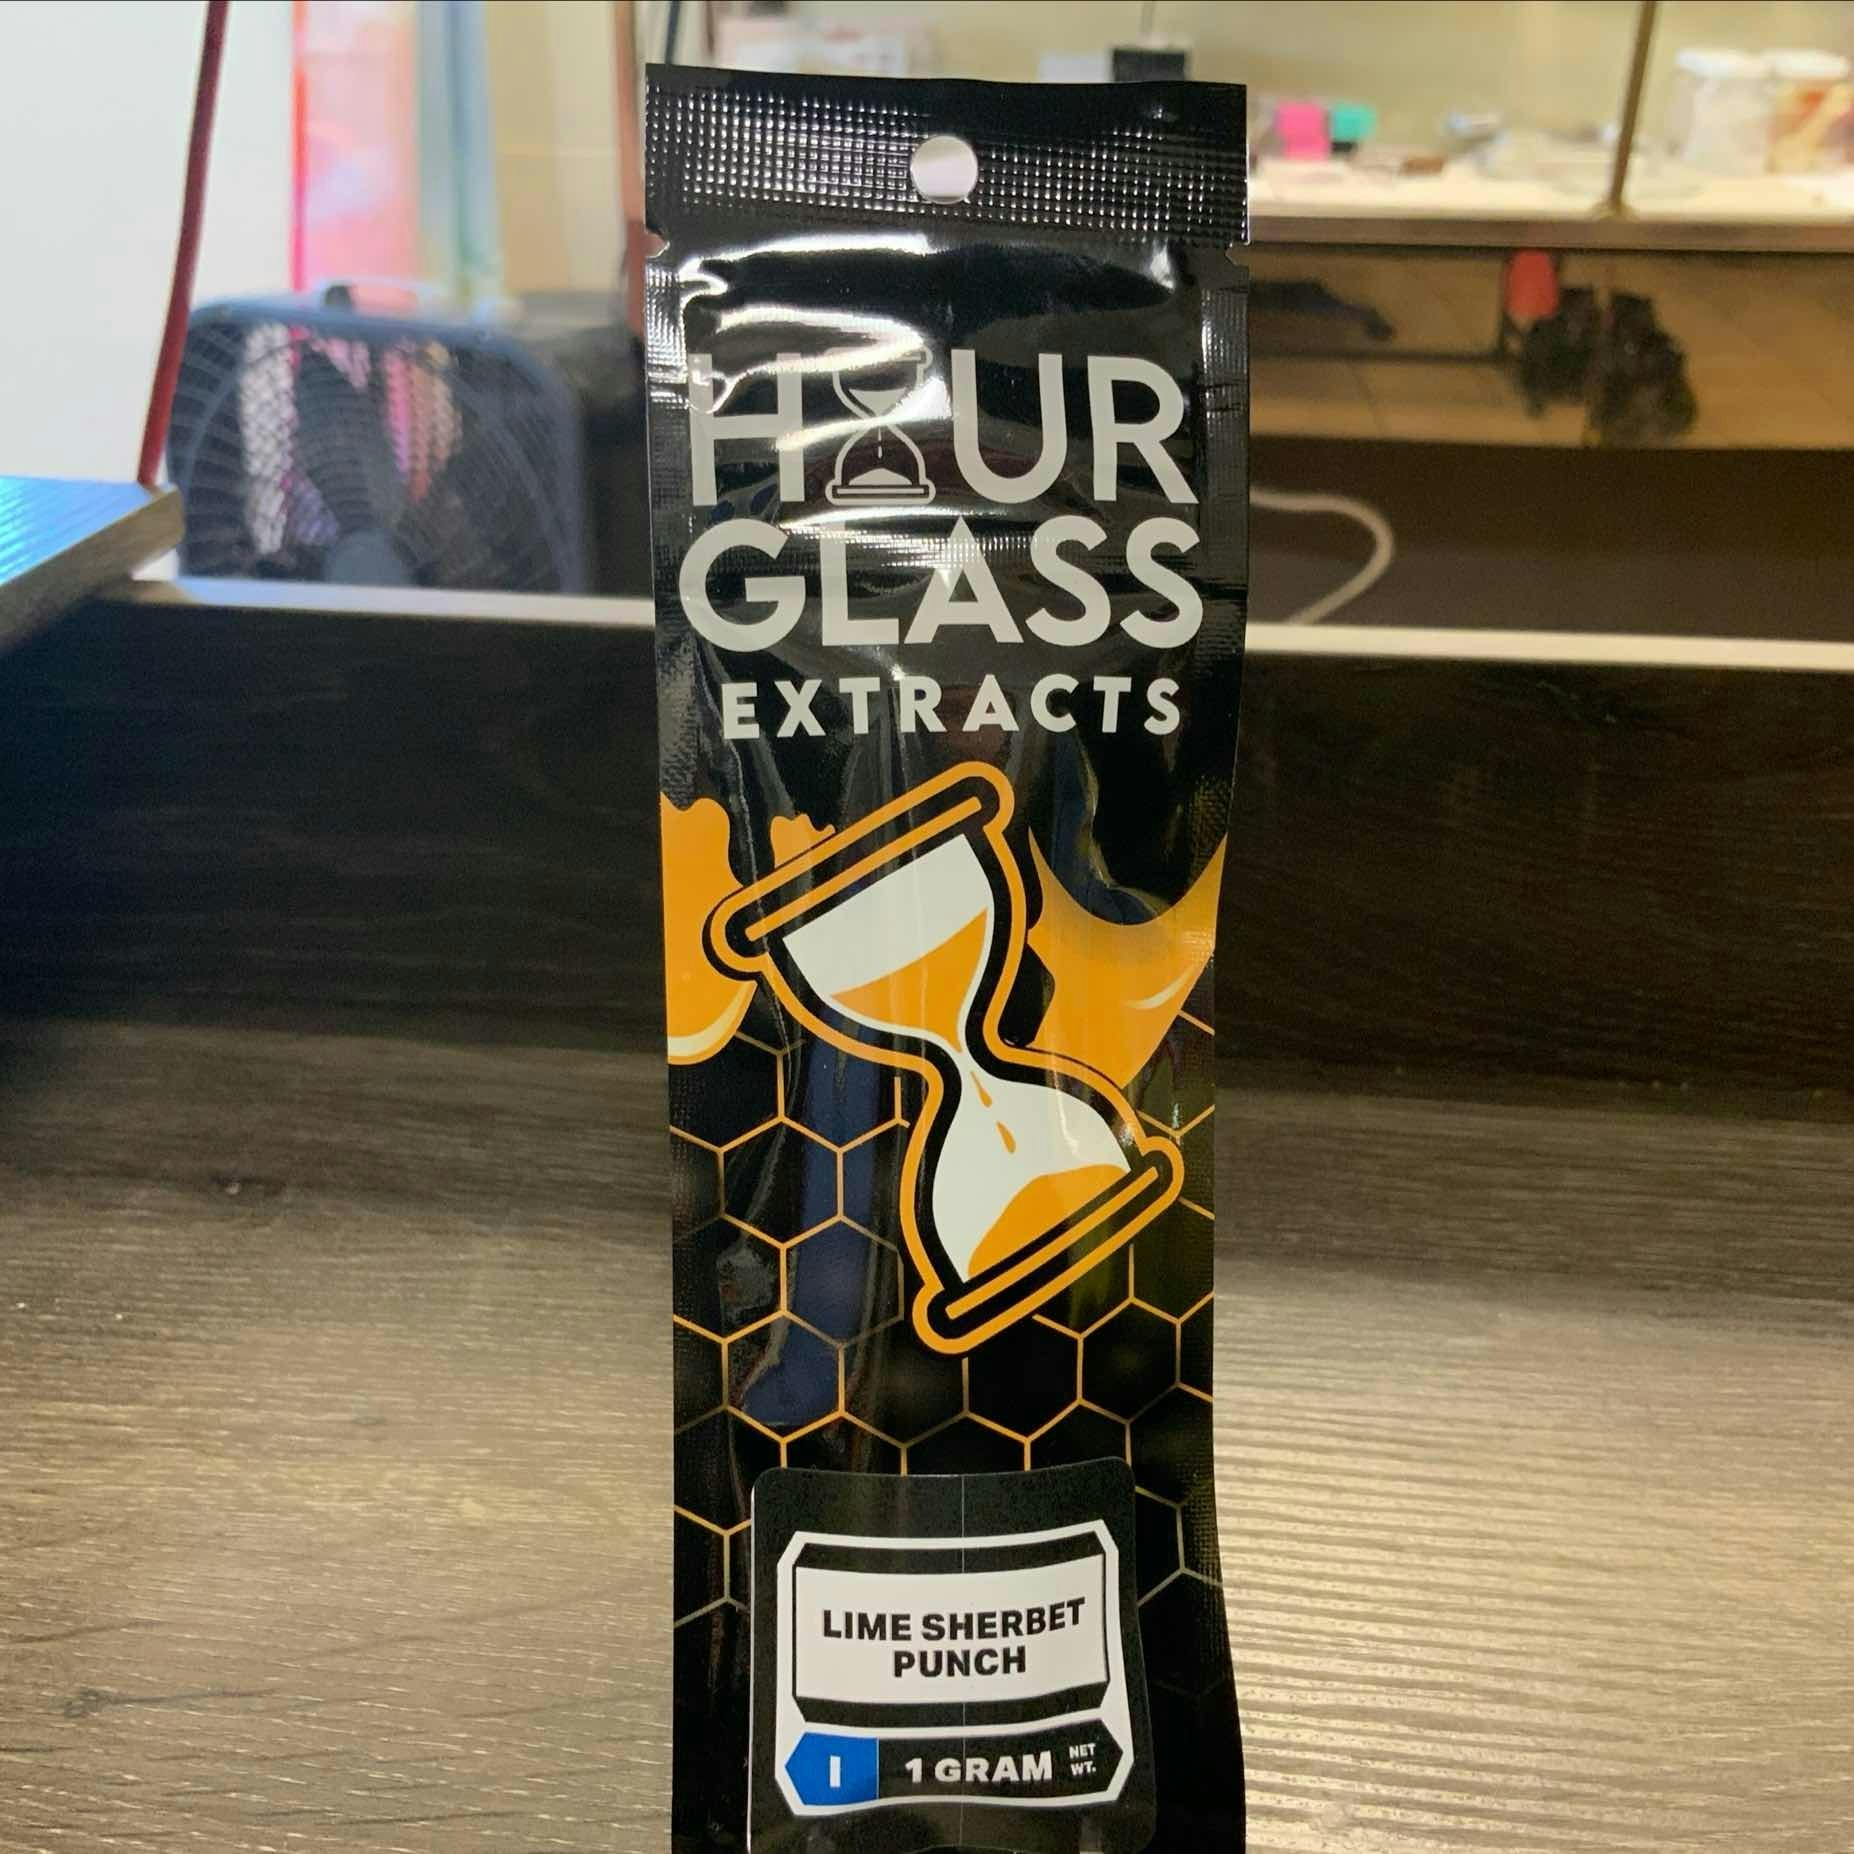 HOUR
GLASS
EXTRACTS
LIME SHERBET
PUNCH
I 1 GRAM NET
WT.